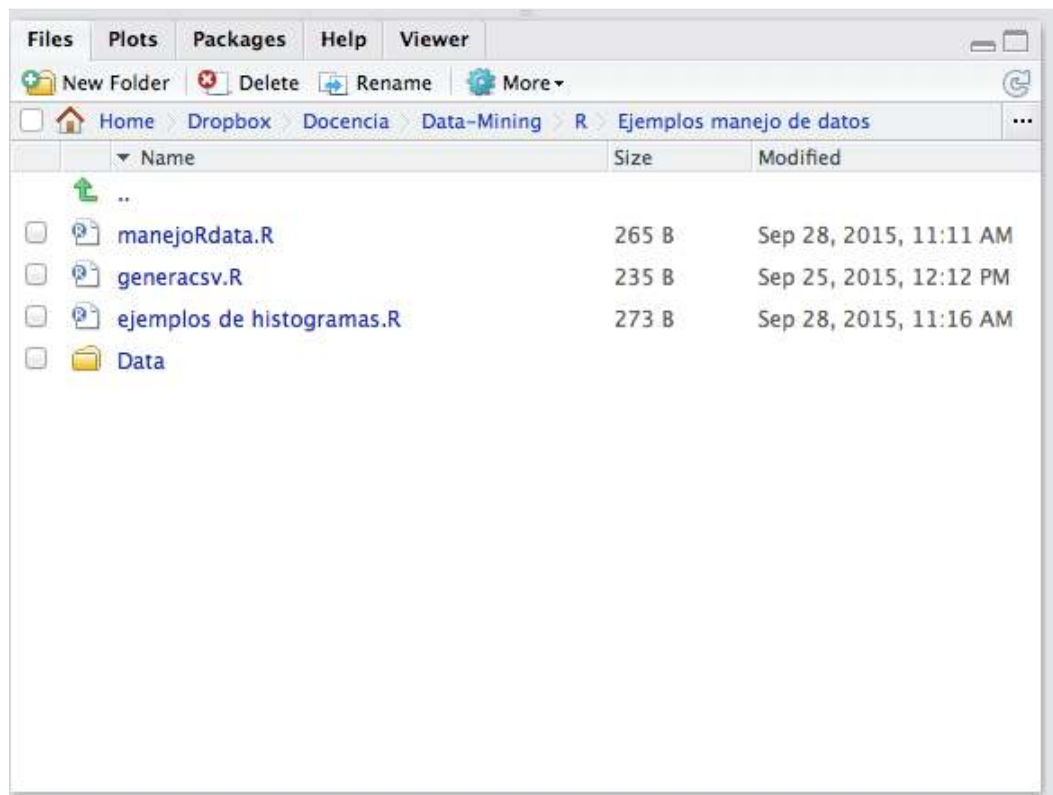 Files Plots Packages Help Viewer
New Folder Delete Rename More
Home Dropbox Docencia Data-Mining R Ejemplos manejo de datos ...
Name Size Modified
..
manejoRdata.R 265 B Sep 28, 2015, 11:11 AM
generacsv.R 235 B Sep 25, 2015, 12:12 PM
ejemplos de histogramas.R 273 B Sep 28, 2015, 11:16 AM
Data